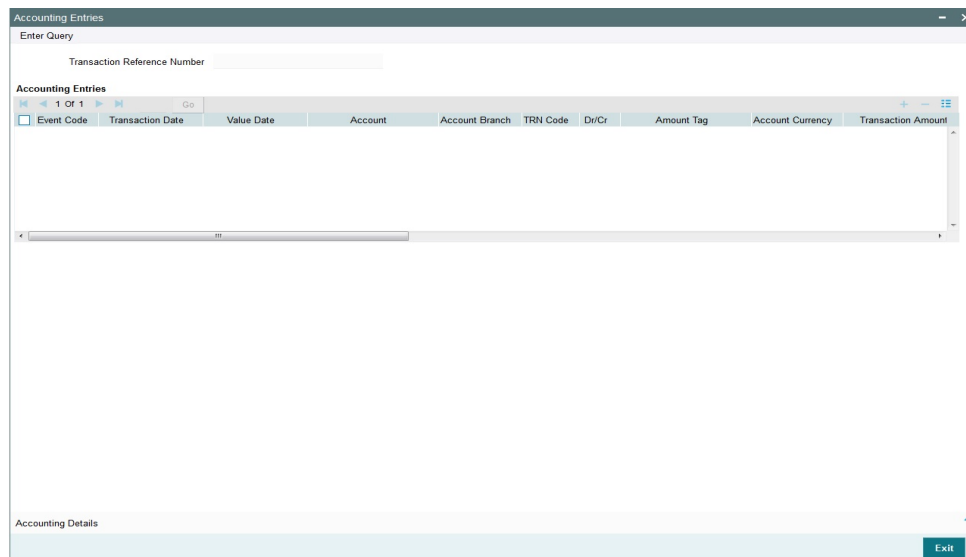 Accounting Entries
Enter Query
Transaction Reference Number
Accounting Entries
1 Of 1 Go
Event Code Transaction Date Value Date Account Account Branch TRN Code Dr/Cr Amount Tag Account Currency Transaction Amount
Accounting Details
Exit